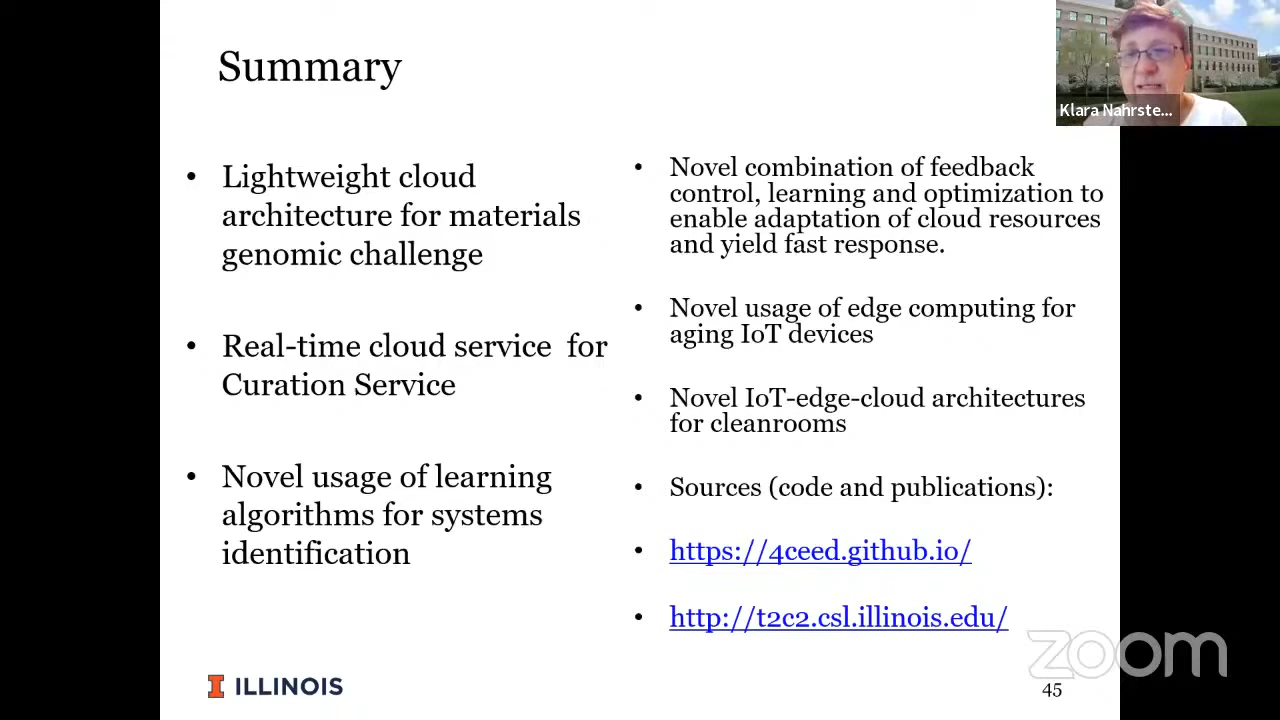 Summary
• Lightweight cloud
architecture for materials
genomic challenge
• Real-time cloud service for
Curation Service
• Novel usage of learning
algorithms for systems
identification
• Novel combination of feedback
control, learning and optimization to
enable adaptation of cloud resources
and yield fast response.
• Novel usage of edge computing for
aging IoT devices
• Novel IoT-edge-cloud architectures
for cleanrooms
• Sources (code and publications):
• https://4ceed.github.io/
• http://t2c2.csl.illinois.edu/
I ILLINOIS
45
zoom
Klara Nahrste...